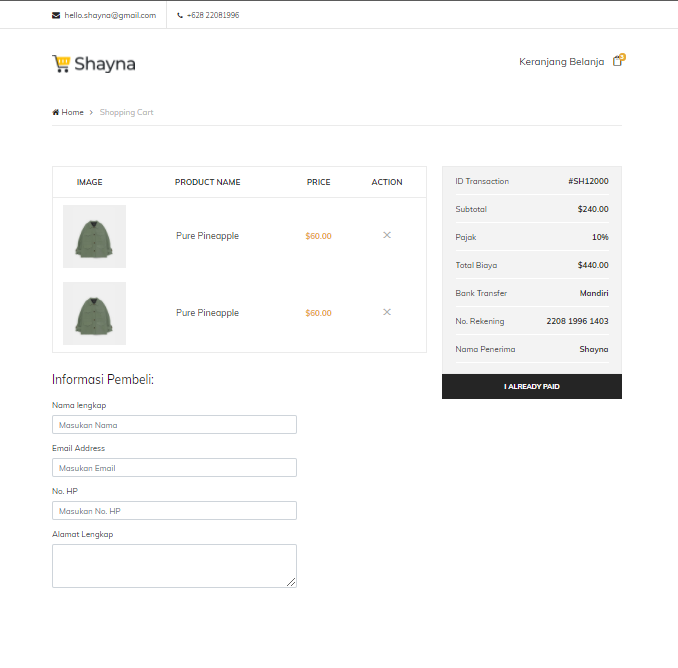 hello.shayna@gmail.com
+628 22081996
Shayna
Keranjang Belanja
Home
Shopping Cart
IMAGE PRODUCT NAME PRICE ACTION
Pure Pineapple $60.00
Pure Pineapple $60.00
ID Transaction #SH12000
Subtotal $240.00
Pajak 10%
Total Biaya $440.00
Bank Transfer Mandiri
No. Rekening 2208 1996 1403
Nama Penerima Shayna
I ALREADY PAID
Informasi Pembeli:
Nama lengkap
Masukan Nama
Email Address
Masukan Email
No. HP
Masukan No. HP
Alamat Lengkap